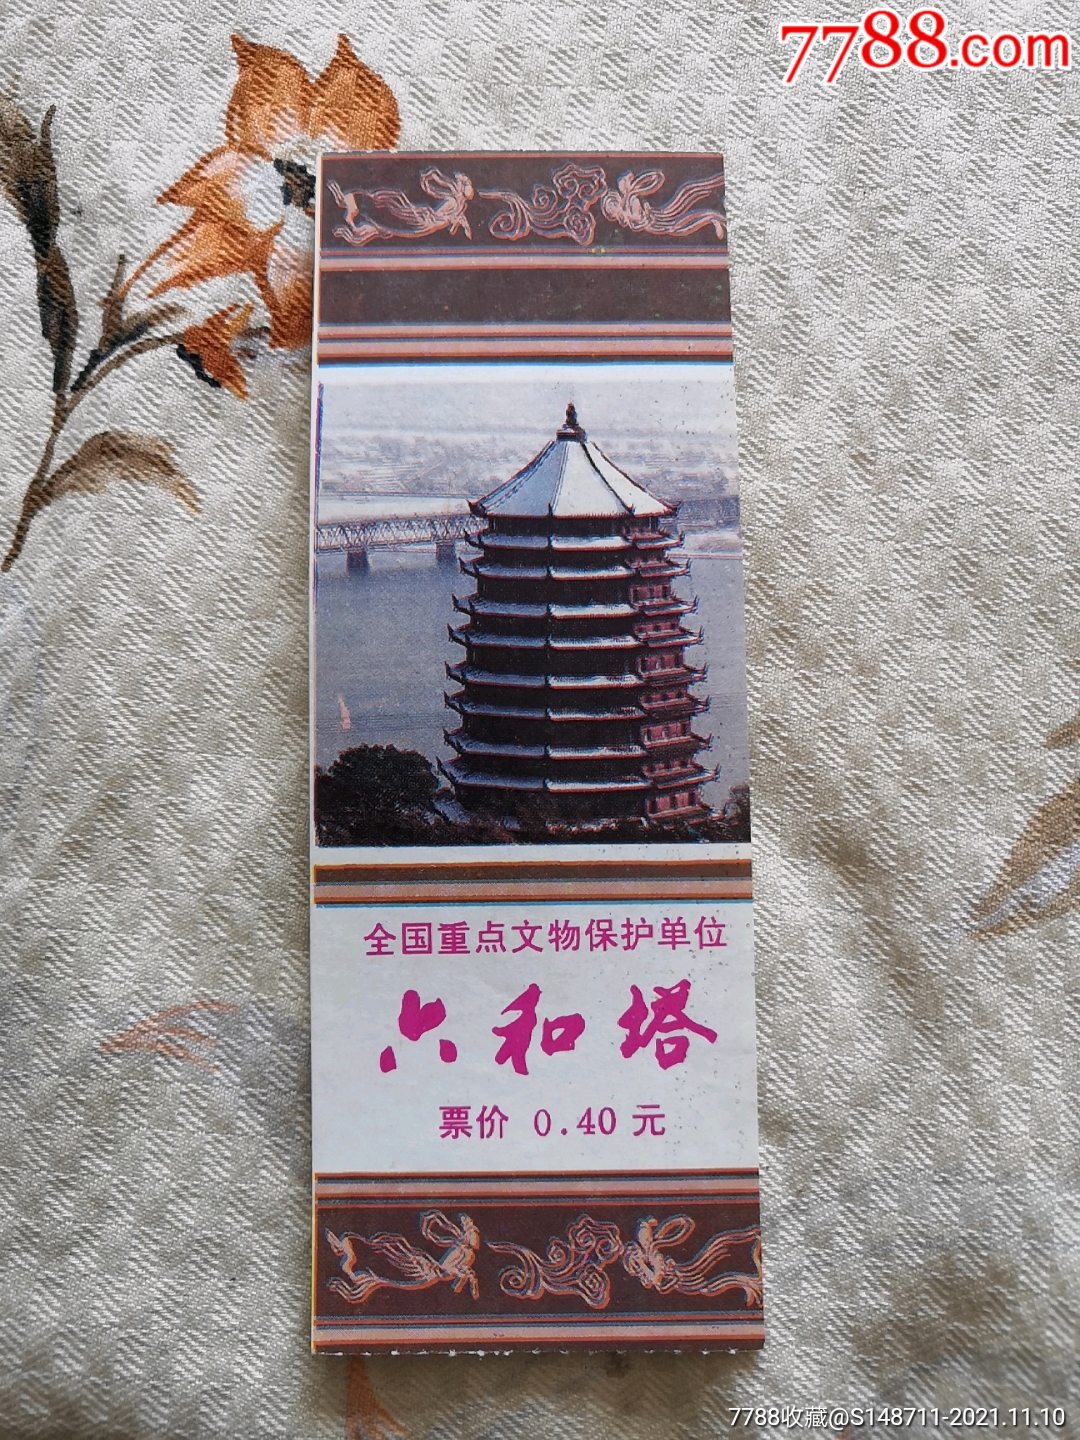 7788.com
全国重点文物保护单位
六和塔
票价 0.40 元
7788收藏@S148711-2021.11.10